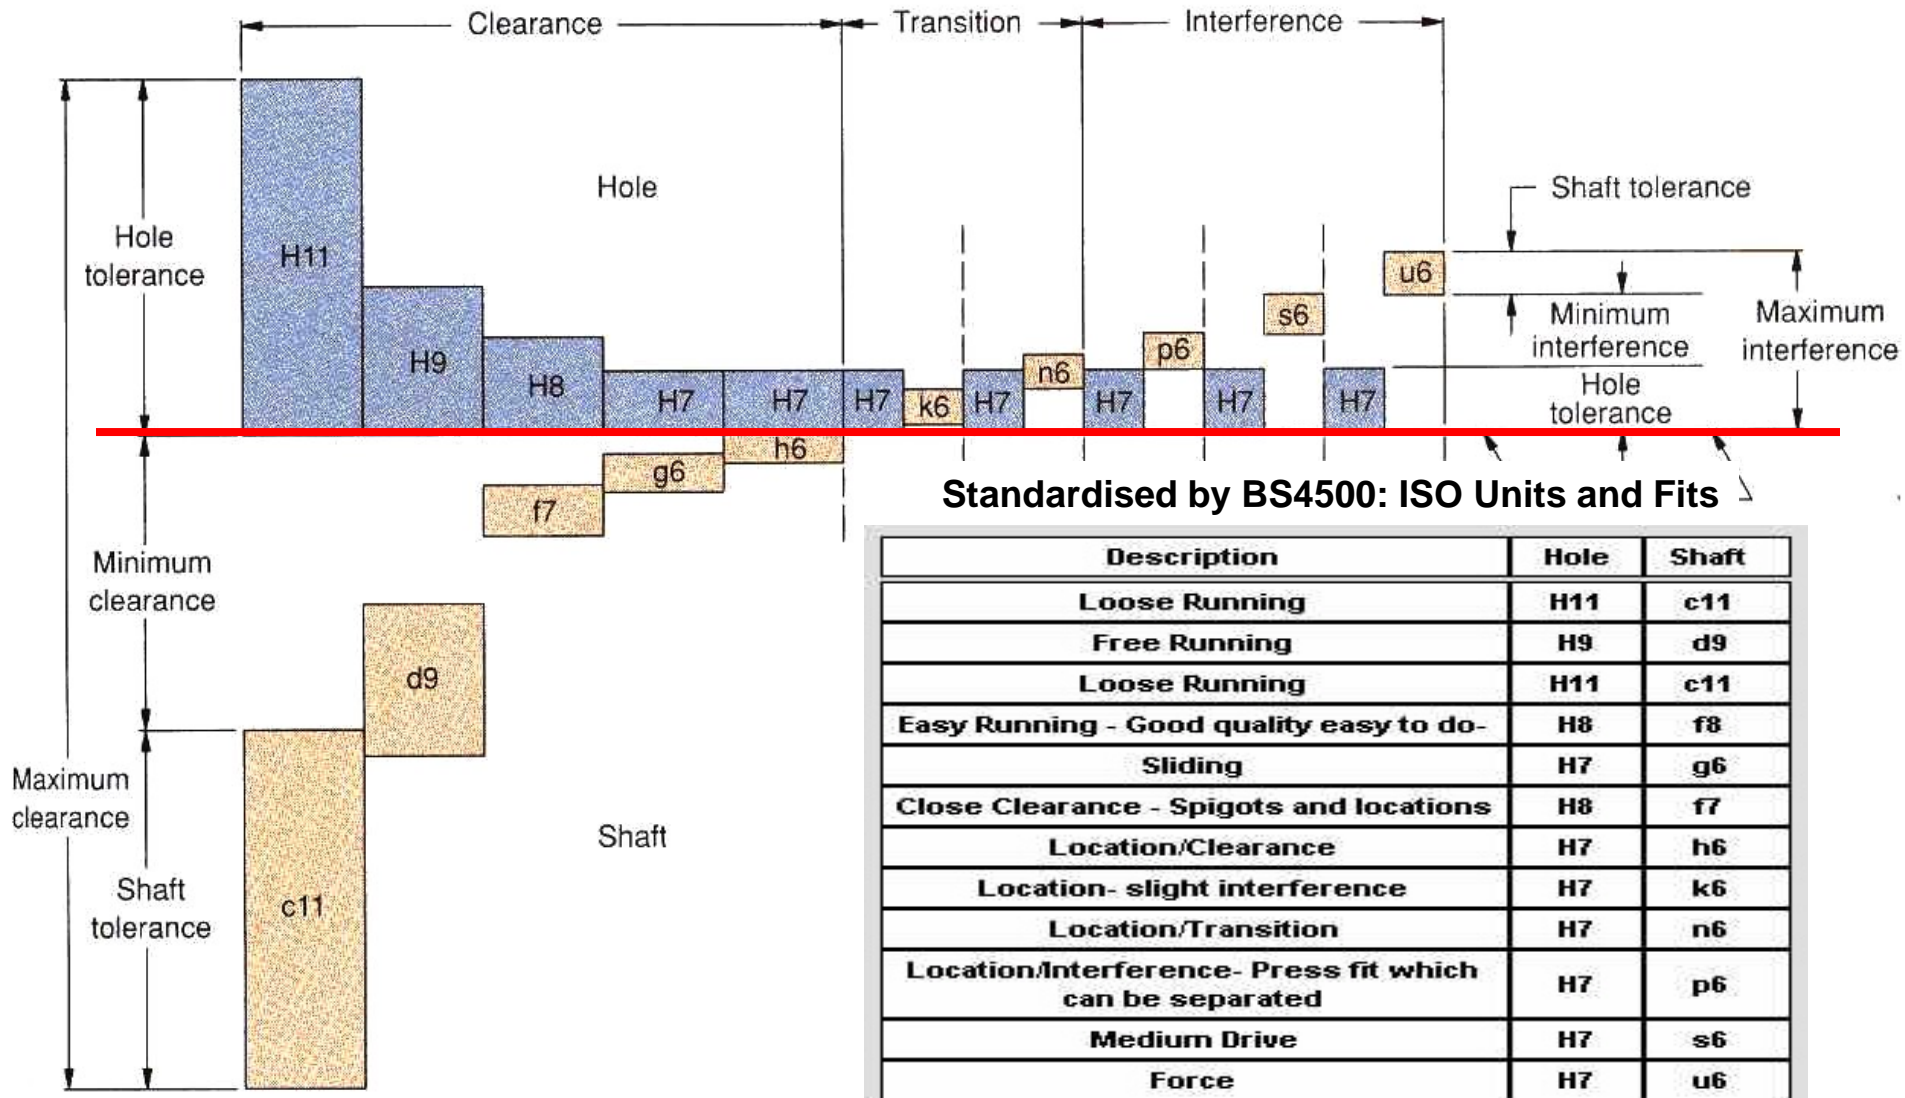 Clearance
Transition
Interference
Hole
Shaft tolerance
Hole
tolerance
H11
H9
H8
H7
H7
H7
k6
H7
n6
H7
p6
H7
s6
H7
u6
Minimum
interference
Maximum
interference
Hole
tolerance
h6
g6
f7
Minimum
clearance
d9
Maximum
clearance
Shaft
Shaft
tolerance
c11
Standardised by BS4500: ISO Units and Fits
Description Hole Shaft
Loose Running H11 c11
Free Running H9 d9
Loose Running H11 c11
Easy Running - Good quality easy to do- H8 f8
Sliding H7 g6
Close Clearance - Spigots and locations H8 f7
Location/Clearance H7 h6
Location- slight interference H7 k6
Location/Transition H7 n6
Location/Interference- Press fit which
can be separated H7 p6
Medium Drive H7 s6
Force H7 u6